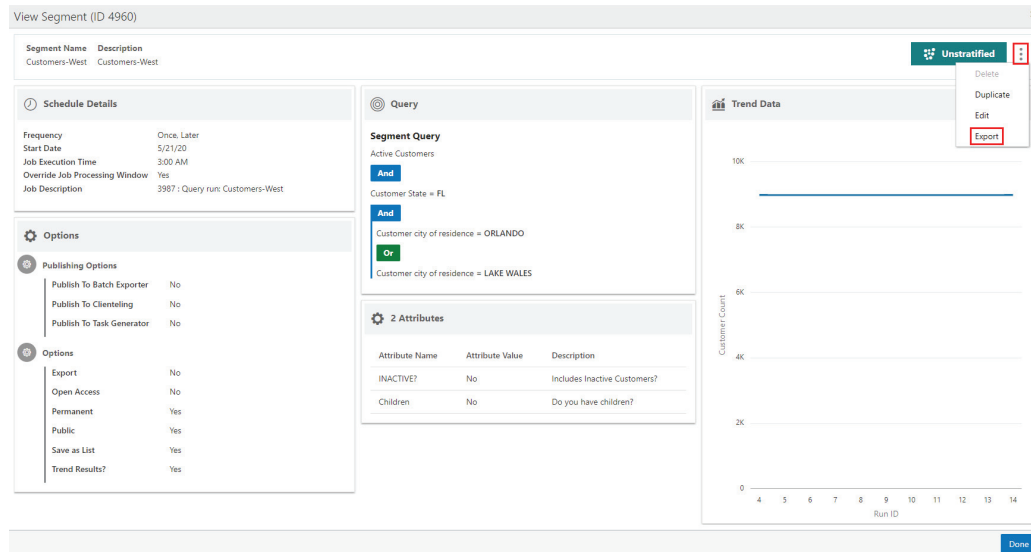 View Segment (ID 4960)
Segment Name Description
Customers-West Customers-West
Unstratified
Delete
Duplicate
Edit
Export
Schedule Details
Frequency Once, Later
Start Date 5/21/20
Job Execution Time 3:00 AM
Override Job Processing Window Yes
Job Description 3987 : Query run: Customers-West
Options
Publishing Options
Publish To Batch Exporter No
Publish To Clienteling No
Publish To Task Generator No
Options
Export No
Open Access No
Permanent Yes
Public Yes
Save as List Yes
Trend Results? Yes
Query
Segment Query
Active Customers
And
Customer State = FL
And
Customer city of residence = ORLANDO
Or
Customer city of residence = LAKE WALES
2 Attributes
Attribute Name Attribute Value Description
INACTIVE? No Includes Inactive Customers?
Children No Do you have children?
Trend Data
10K
8K
6K
4K
2K
0
Customer Count
4 5 6 7 8 9 10 11 12 13 14
Run ID
Done